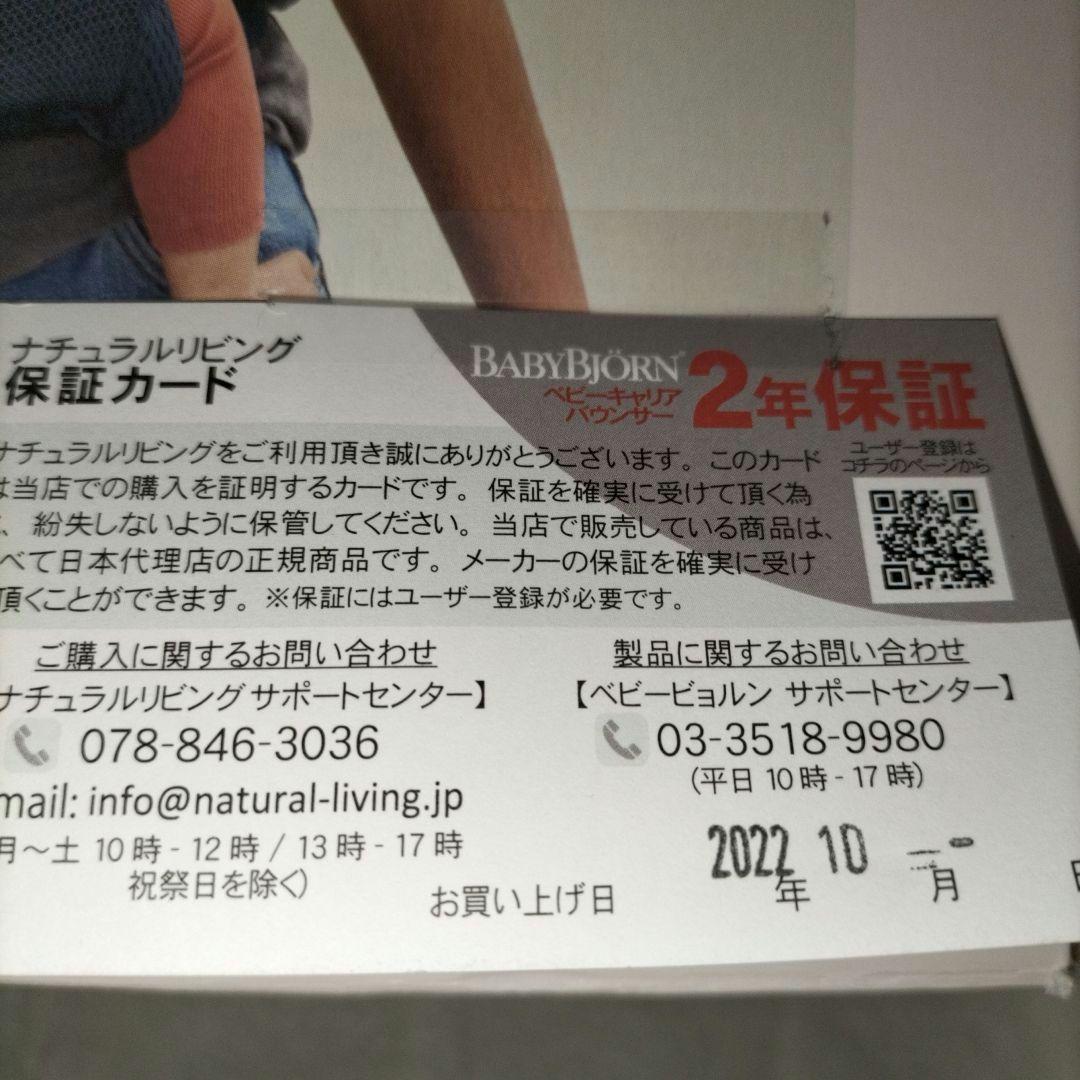 ナチュラルリビング
保証カード
BABYBJÖRN
ベビーキャリア
バウンサー
2年保証
ユーザー登録は
コチラのページから
ナチュラルリビングをご利用頂き誠にありがとうございます。このカード
は当店での購入を証明するカードです。保証を確実に受けて頂く為
、紛失しないように保管してください。当店で販売している商品は、
べて日本代理店の正規商品です。メーカーの保証を確実に受け
頂くことができます。※保証にはユーザー登録が必要です。
ご購入に関するお問い合わせ
ナチュラルリビング サポートセンター】
078-846-3036
mail: info@natural-living.jp
月～土 10時 - 12時 / 13時 - 17時
祝祭日を除く)
製品に関するお問い合わせ
【ベビービョルン サポートセンター】
03-3518-9980
(平日 10時 - 17時)
お買い上げ日
2022年 10 月